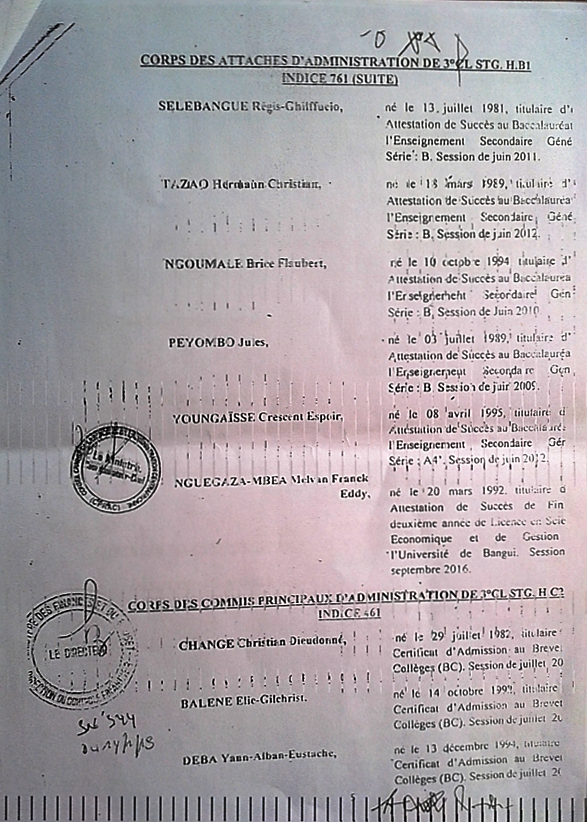 CORPS DES ATTACHES D'ADMINISTRATION DE 3°CL STG. H.B1
INDICE 761 (SUITE)
SELEBANGUE Régis-Ghilffucio,
né le 13 juillet 1981, titulaire d'
Attestation de Succès au Baccalauréat
l'Enseignement Secondaire Géné
Série : B. Session de juin 2011.
TAZIAO Hermann Christian,
né le 18 mars 1989, titulaire d'
Attestation de Succès au Baccalauréa
l'Enseignement Secondaire Géné
Série : B, Session de juin 2012.
NGOUMALE Brice Flaubert,
né le 10 octobre 1994 titulaire d'
Attestation de Succès au Baccalauréa
l'Enseignement Secondaire Gén
Série : B, Session de Juin 2010
PEYOMBO Jules,
né le 03 juillet 1989, titulaire d'
Attestation de Succès au Baccalauréa
l'Enseignement Secondaire Gén
Série : B. Session de juin 2005.
YOUNGAÏSSE Crescent Espoir,
né le 08 avril 1995, titulaire d
Attestation de Succès au Baccalauré
l'Enseignement Secondaire Gér
Série : A4', Session de juin 2012.
NGUEGAZA-MBEA Melvan Franck
Eddy,
né le 20 mars 1992, titulaire d
Attestation de Succès de Fin
deuxième année de Licence en Scie
Economique et de Gestion
l'Université de Bangui. Session
septembre 2016.
CORPS DES COMMIS PRINCIPAUX D'ADMINISTRATION DE 3°CL STG. H C2
INDICE 461
LE DIRECTEUR
CHANGE Christian Dieudonné,
né le 29 juillet 1982, titulaire
Certificat d'Admission au Brevet
Collèges (BC). Session de juillet 20
BALENE Elie-Gilchrist.
né le 14 octobre 1992, titulaire
Certificat d'Admission au Brevet
Collèges (BC). Session de juillet 20
DEBA Yann-Alban-Eustache,
né le 13 décembre 1994, titulaire
Certificat d'Admission au Brevet
Collèges (BC). Session de juillet 20